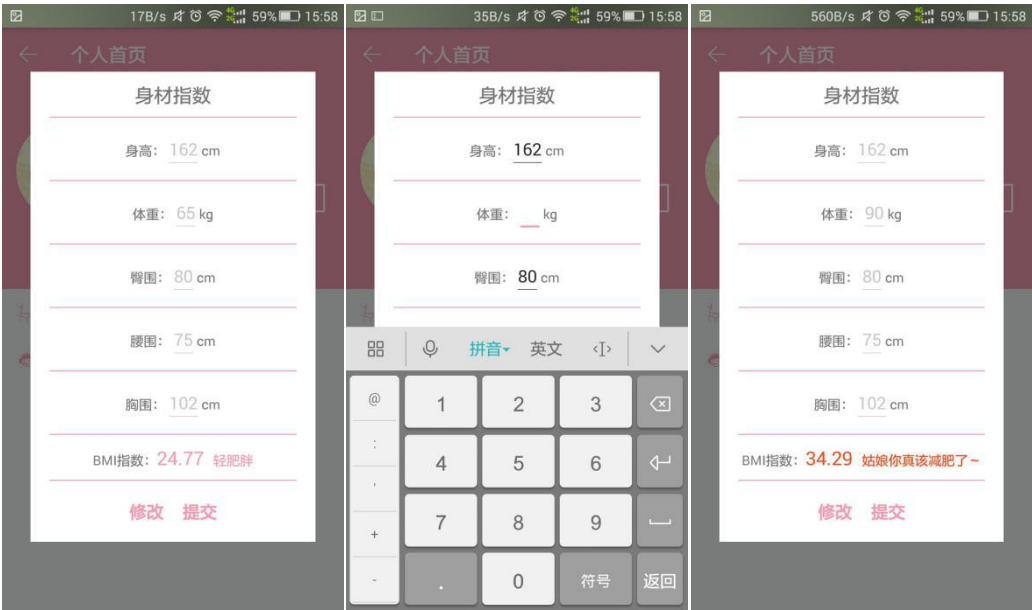 17B/s 59% 15:58
个人首页
身材指数
身高: 162 cm
体重: 65 kg
臀围: 80 cm
腰围: 75 cm
胸围: 102 cm
BMI指数: 24.77 轻肥胖
修改 提交
35B/s 59% 15:58
个人首页
身材指数
身高: 162 cm
体重: kg
臀围: 80 cm
拼音 英文
@ 1 2 3
: 4 5 6
' 7 8 9
+
- . 0 符号 返回
560B/s 59% 15:58
个人首页
身材指数
身高: 162 cm
体重: 90 kg
臀围: 80 cm
腰围: 75 cm
胸围: 102 cm
BMI指数: 34.29 姑娘你真该减肥了~
修改 提交